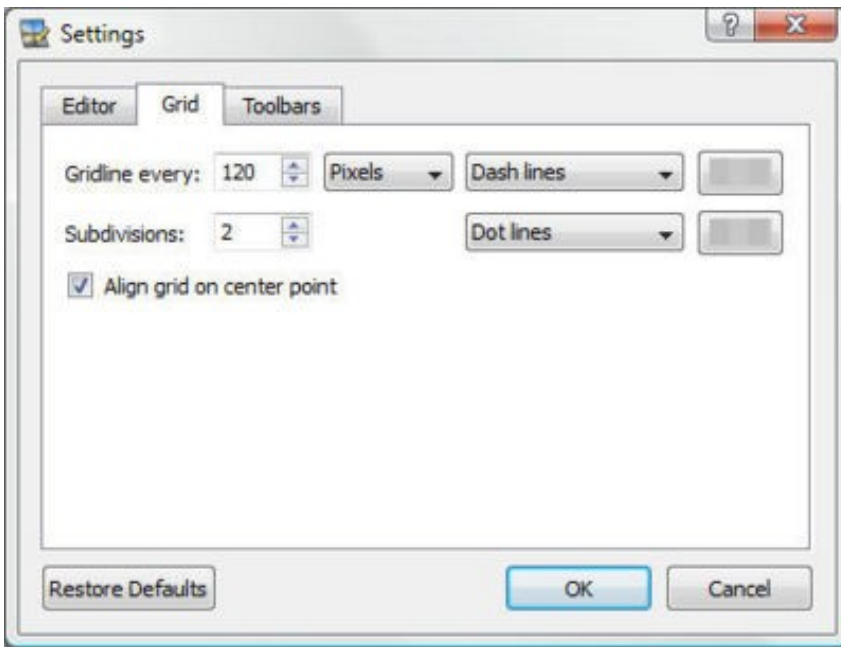 Settings
Editor Grid Toolbars
Gridline every: 120 Pixels Dash lines
Subdivisions: 2 Dot lines
Align grid on center point
Restore Defaults OK Cancel